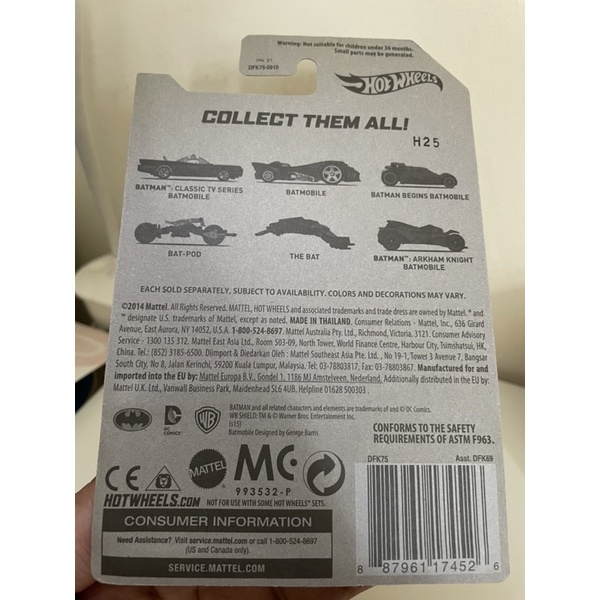 Warning: Not suitable for children under 36 months.
Small parts may be generated.
DFK75-0910
HOT WHEELS
COLLECT THEM ALL!
H25
BATMAN™: CLASSIC TV SERIES
BATMOBILE
BATMOBILE
BATMAN BEGINS BATMOBILE
BAT-POD
THE BAT
BATMAN™: ARKHAM KNIGHT
BATMOBILE
EACH SOLD SEPARATELY, SUBJECT TO AVAILABILITY. COLORS AND DECORATIONS MAY VARY.
©2014 Mattel. All Rights Reserved. MATTEL, HOT WHEELS and associated trademarks and trade dress are owned by Mattel. ® and
™ designate U.S. trademarks of Mattel, except as noted. MADE IN THAILAND. Consumer Relations - Mattel, Inc., 636 Girard
Avenue, East Aurora, NY 14052, U.S.A. 1-800-524-8697. Mattel Australia Pty. Ltd., Richmond, Victoria, 3121. Consumer Advisory
Service - 1300 135 312. Mattel East Asia Ltd., Room 503-09, North Tower, World Finance Centre, Harbour City, Tsimshatsui, HK,
China. Tel.: (852) 3185-6500. Diimport & Diedarkan Oleh : Mattel Southeast Asia Pte. Ltd. , No 19-1, Tower 3 Avenue 7, Bangsar
South City, No 8, Jalan Kerinchi, 59200 Kuala Lumpur, Malaysia. Tel: 03-78803817, Fax: 03-78803867. Manufactured for and
imported into the EU by: Mattel Europa B.V., Gondel 1, 1186 MJ Amstelveen, Nederland. Additionally distributed in the EU by
Mattel U.K. Ltd., Vanwall Business Park, Maidenhead SL6 4UB. Helpline 01628 500303 .
DC
COMICS™
WB
BATMAN and all related characters and elements are trademarks of and © DC Comics.
WB SHIELD: TM & © Warner Bros. Entertainment Inc.
(s15)
Batmobile Designed by George Barris
CONFORMS TO THE SAFETY
REQUIREMENTS OF ASTM F963.
CE
MATTEL
MC
993532-P
HOTWHEELS.COM
NOT FOR USE WITH SOME HOT WHEELS® SETS.
DFK75
Asst. DFK69
CONSUMER INFORMATION
Need Assistance? Visit service.mattel.com or call 1-800-524-8697
(US and Canada only).
SERVICE.MATTEL.COM
8 87961 17452 6